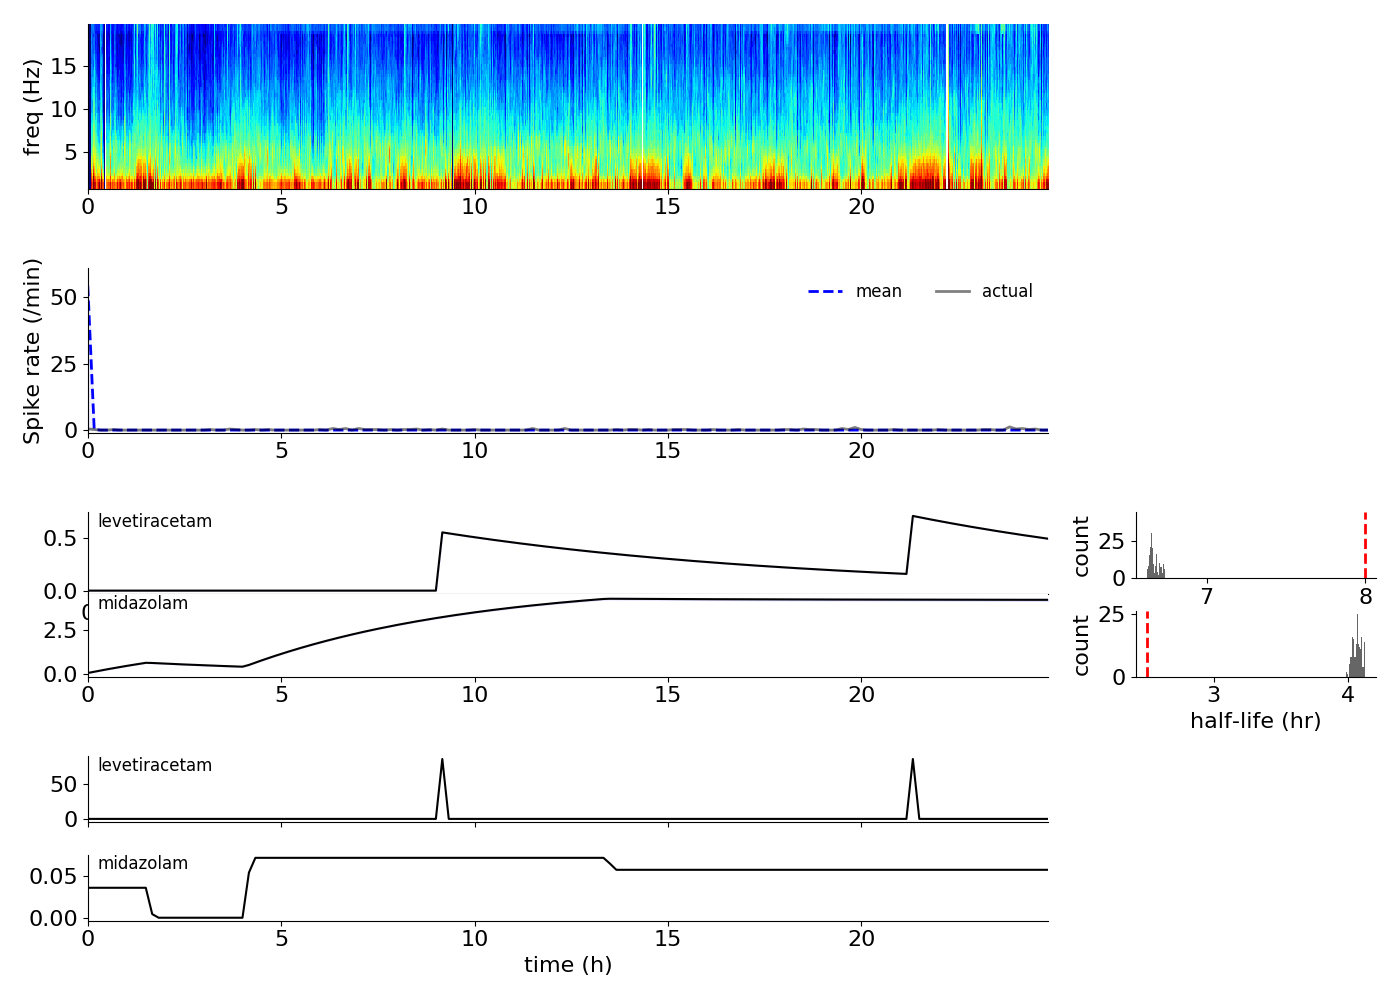 freq (Hz)
15
10
5
0 5 10 15 20
Spike rate (/min)
50
25
0
mean actual
0 5 10 15 20
levetiracetam
0.5
0.0
0
count
25
0
7 8
midazolam
2.5
0.0
0 5 10 15 20
count
25
0
3 4
half-life (hr)
levetiracetam
50
0
midazolam
0.05
0.00
0 5 10 15 20
time (h)